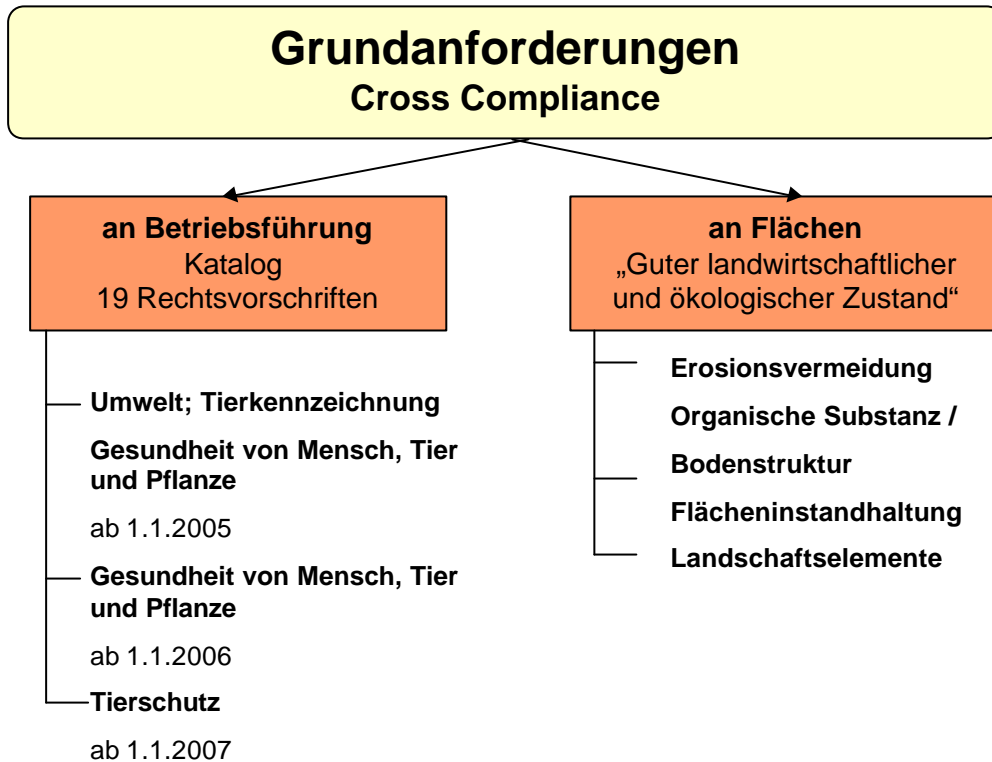 Grundanforderungen
Cross Compliance
an Betriebsführung
Katalog
19 Rechtsvorschriften
Umwelt; Tierkennzeichnung
Gesundheit von Mensch, Tier
und Pflanze
ab 1.1.2005
Gesundheit von Mensch, Tier
und Pflanze
ab 1.1.2006
Tierschutz
ab 1.1.2007
an Flächen
„Guter landwirtschaftlicher
und ökologischer Zustand“
Erosionsvermeidung
Organische Substanz /
Bodenstruktur
Flächeninstandhaltung
Landschaftselemente